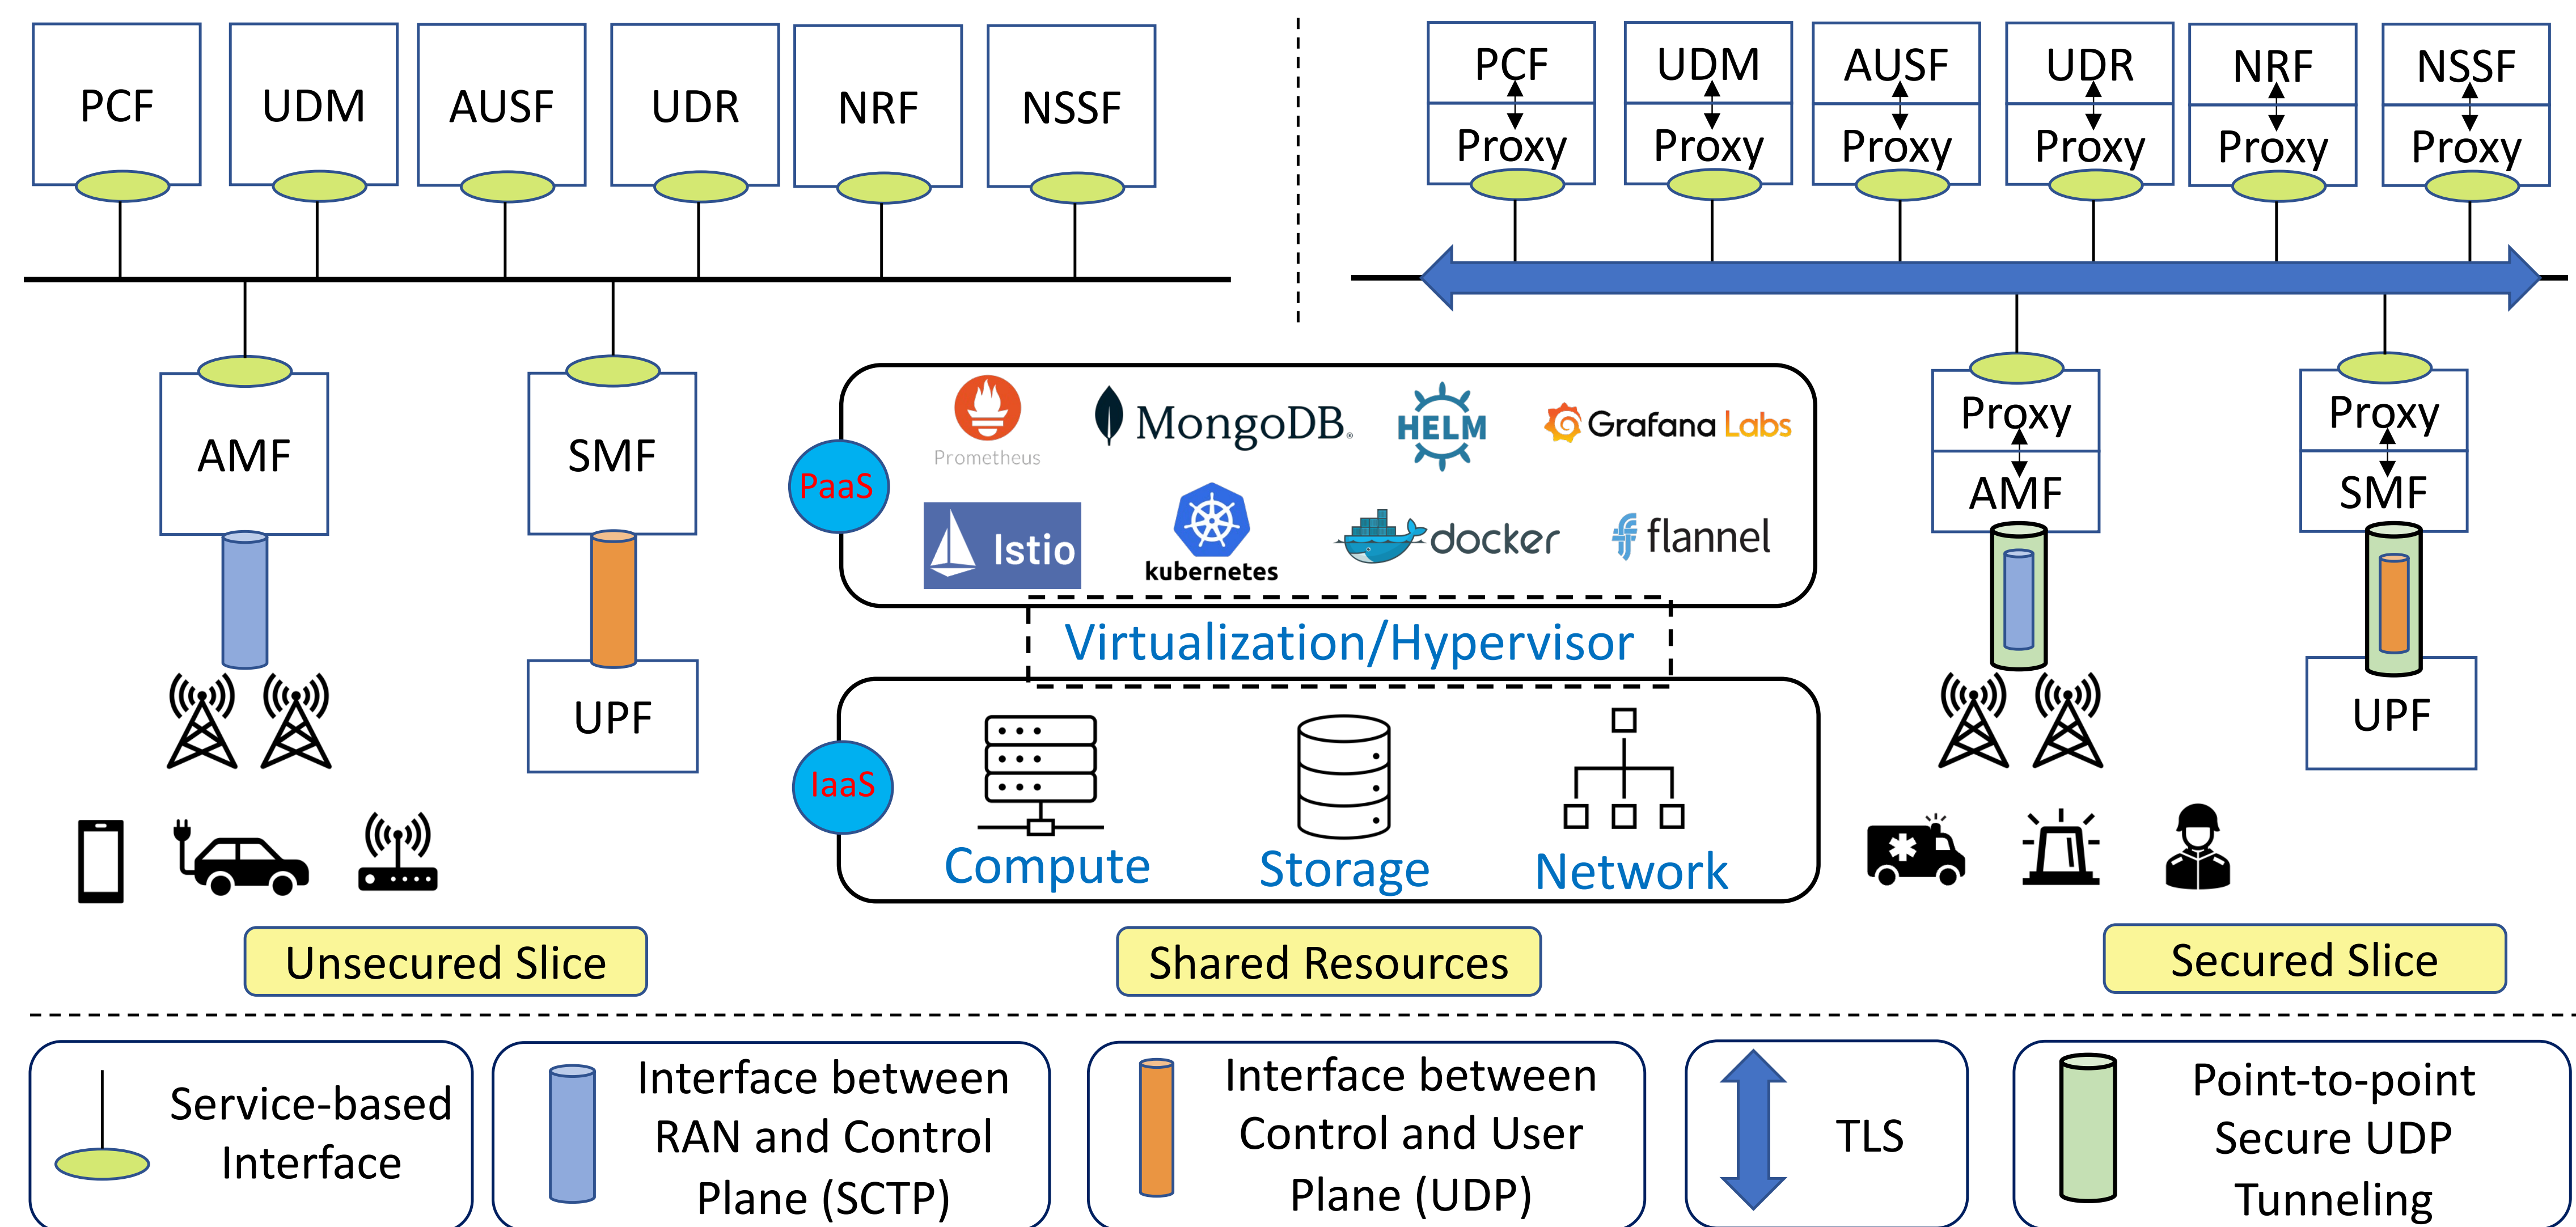 PCF
UDM
AUSF
UDR
NRF
NSSF
PCF
Proxy
UDM
Proxy
AUSF
Proxy
UDR
Proxy
NRF
Proxy
NSSF
Proxy
AMF
SMF
UPF
PaaS
Prometheus
MongoDB®
HELM
Grafana Labs
Istio
kubernetes
docker
flannel
Virtualization/Hypervisor
IaaS
Compute
Storage
Network
Proxy
AMF
Proxy
SMF
UPF
Unsecured Slice
Shared Resources
Secured Slice
Service-based
Interface
Interface between
RAN and Control
Plane (SCTP)
Interface between
Control and User
Plane (UDP)
TLS
Point-to-point
Secure UDP
Tunneling